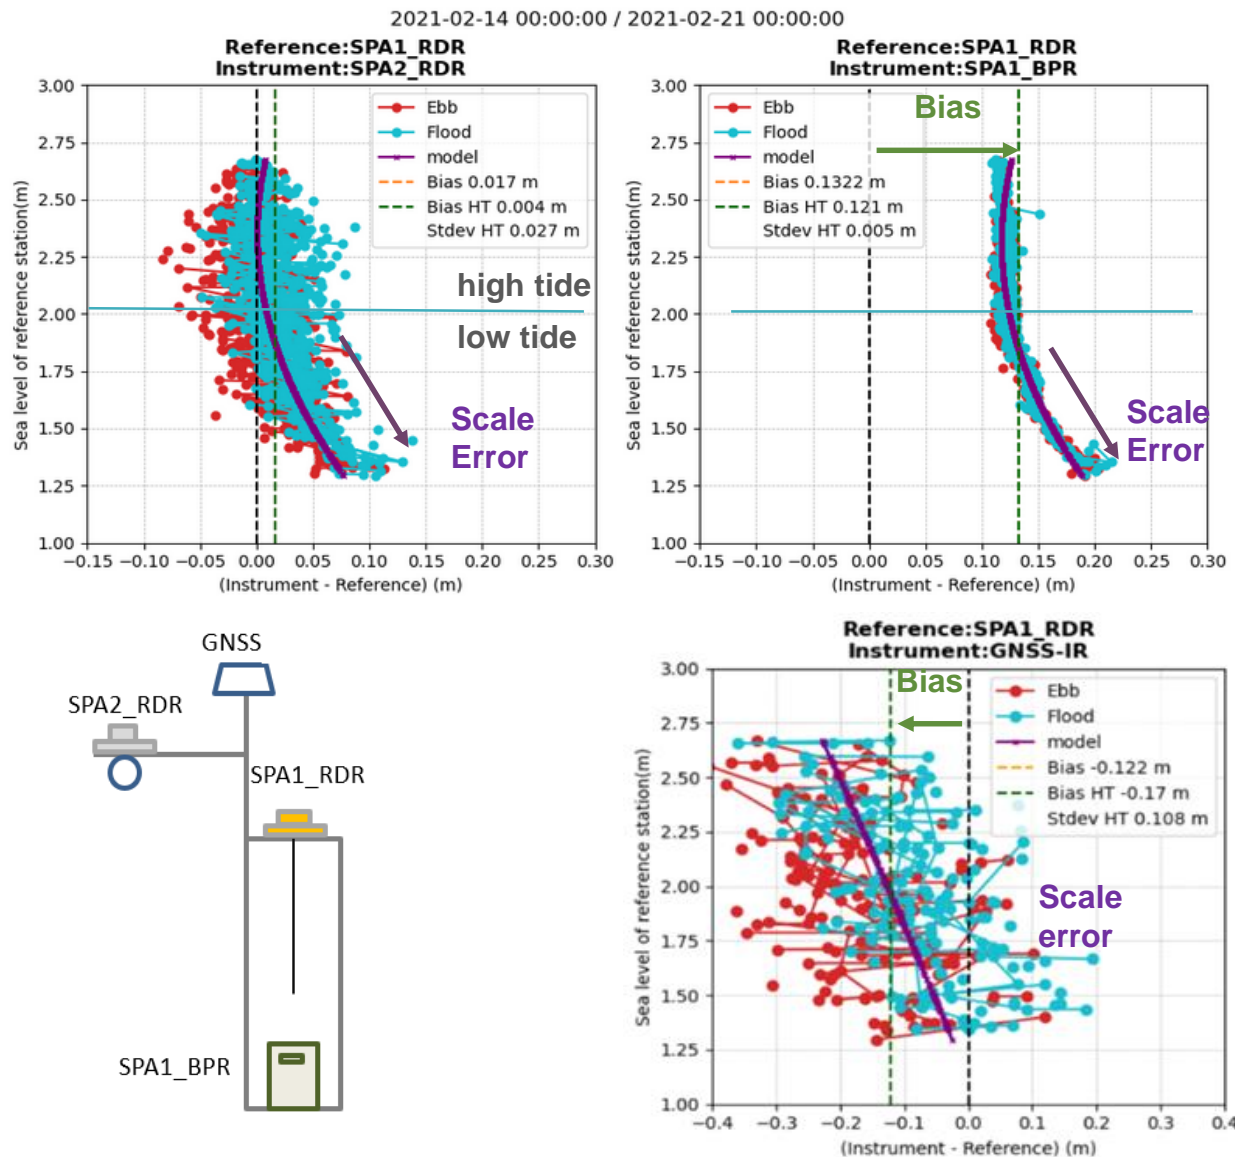 2021-02-14 00:00:00 / 2021-02-21 00:00:00
Reference:SPA1_RDR
Instrument:SPA2_RDR
3.00
2.75
2.50
2.25
2.00
1.75
1.50
1.25
1.00
Sea level of reference station(m)
Ebb
Flood
model
Bias 0.017 m
Bias HT 0.004 m
Stdev HT 0.027 m
high tide
low tide
Scale
Error
−0.15 −0.10 −0.05 0.00 0.05 0.10 0.15 0.20 0.25 0.30
(Instrument - Reference) (m)
Reference:SPA1_RDR
Instrument:SPA1_BPR
3.00
2.75
2.50
2.25
2.00
1.75
1.50
1.25
1.00
Sea level of reference station(m)
Ebb
Flood
model
Bias 0.1322 m
Bias HT 0.121 m
Stdev HT 0.005 m
Bias
Scale
Error
−0.15 −0.10 −0.05 0.00 0.05 0.10 0.15 0.20 0.25 0.30
(Instrument - Reference) (m)
GNSS
SPA2_RDR
SPA1_RDR
SPA1_BPR
Reference:SPA1_RDR
Instrument:GNSS-IR
3.00
2.75
2.50
2.25
2.00
1.75
1.50
1.25
1.00
Sea level of reference station(m)
Bias
Ebb
Flood
model
Bias -0.122 m
Bias HT -0.17 m
Stdev HT 0.108 m
Scale
error
−0.4 −0.3 −0.2 −0.1 0.0 0.1 0.2 0.3 0.4
(Instrument - Reference) (m)